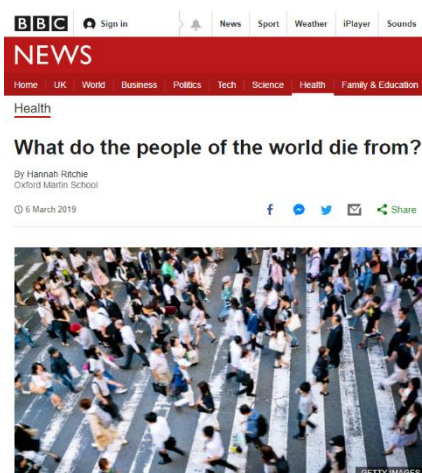 BBC Sign in News Sport Weather iPlayer Sounds
NEWS
Home UK World Business Politics Tech Science Health Family & Education
Health
What do the people of the world die from?
By Hannah Ritchie
Oxford Martin School
6 March 2019
Share
GETTY IMAGES